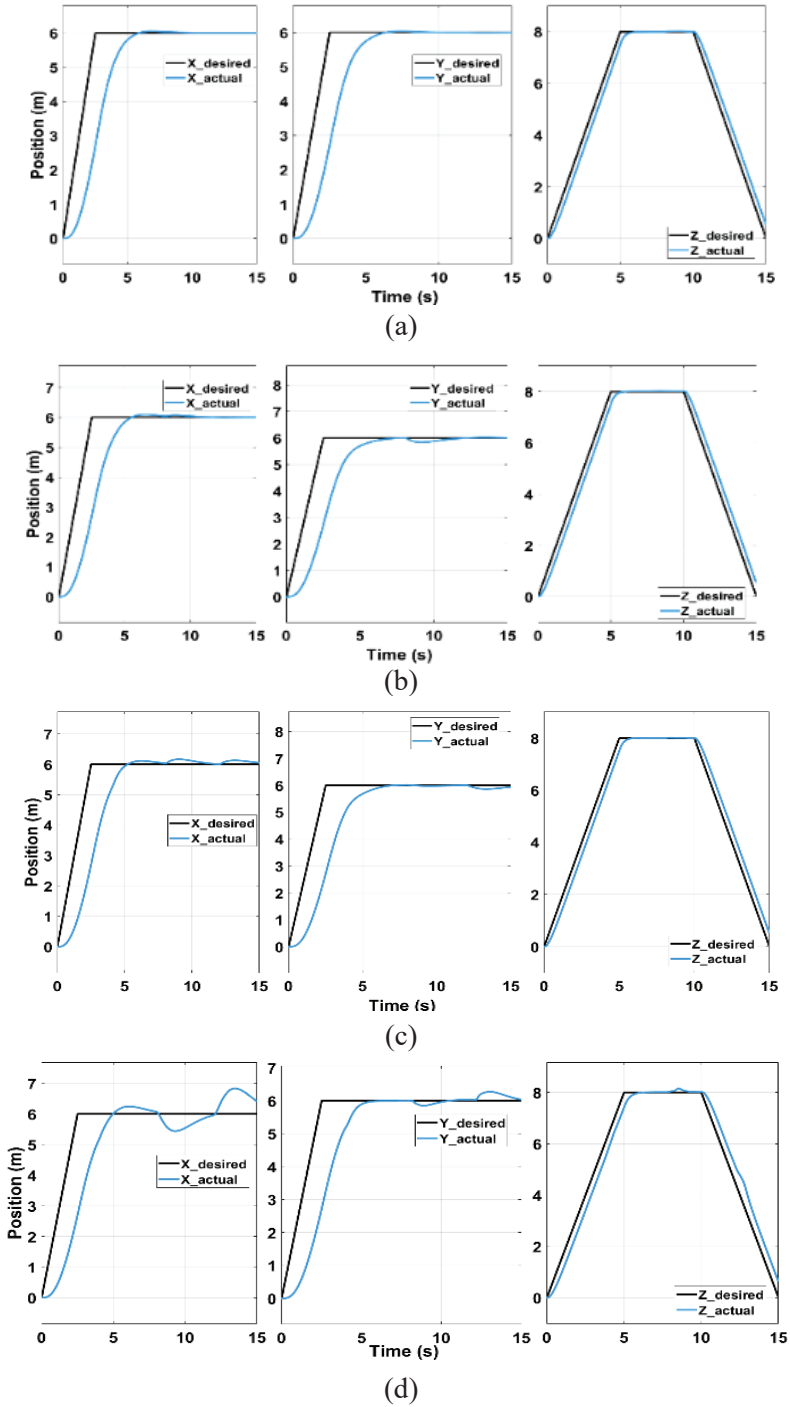 6
5
4
3
2
1
0
Position (m)
X_desired
X_actual
0 5 10 15
6
5
4
3
2
1
0
Y_desired
Y_actual
0 5 10 15
Time (s)
8
6
4
2
0
Z_desired
Z_actual
0 5 10 15
(a)
7
6
5
4
3
2
1
0
Position (m)
X_desired
X_actual
0 5 10 15
8
7
6
5
4
3
2
1
0
Y_desired
Y_actual
0 5 10 15
Time (s)
8
6
4
2
0
Z_desired
Z_actual
0 5 10 15
(b)
7
6
5
4
3
2
1
0
Position (m)
X_desired
X_actual
0 5 10 15
8
7
6
5
4
3
2
1
0
Y_desired
Y_actual
0 5 10 15
Time (s)
8
6
4
2
0
Z_desired
Z_actual
0 5 10 15
(c)
7
6
5
4
3
2
1
0
Position (m)
X_desired
X_actual
0 5 10 15
6
5
4
3
2
1
0
Y_desired
Y_actual
0 5 10 15
Time (s)
8
6
4
2
0
Z_desired
Z_actual
0 5 10 15
(d)